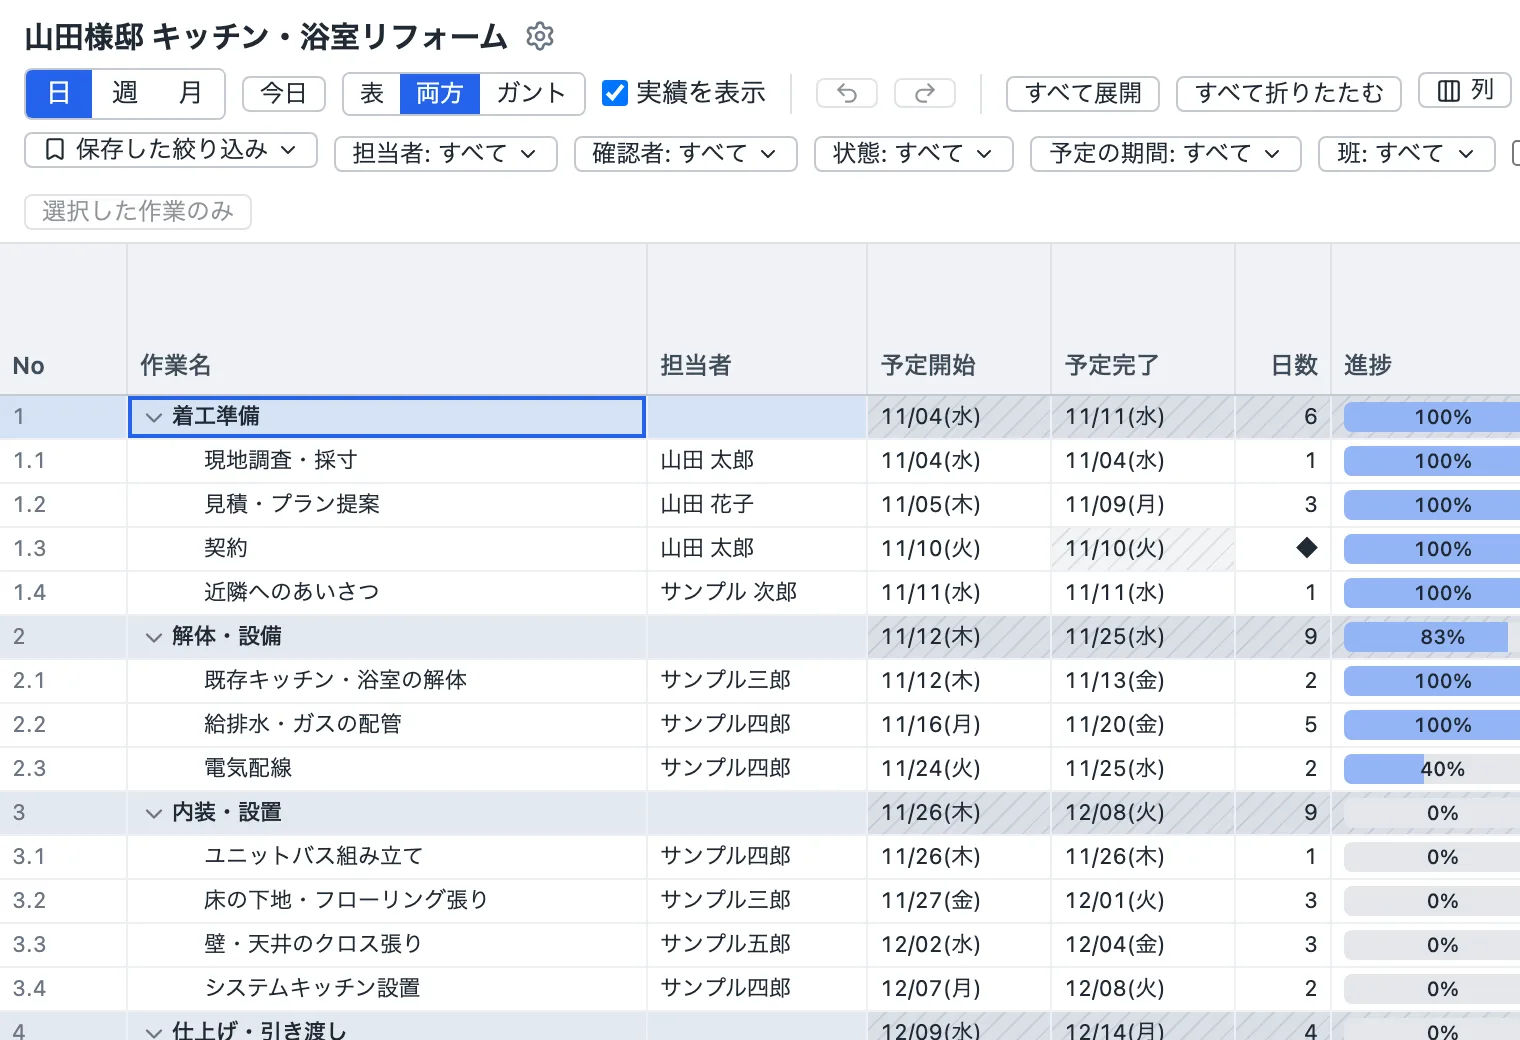 山田様邸 キッチン・浴室リフォーム
日 週 月 今日 表 両方 ガント 実績を表示 すべて展開 すべて折りたたむ 列
保存した絞り込み 担当者: すべて 確認者: すべて 状態: すべて 予定の期間: すべて 班: すべて
選択した作業のみ
No 作業名 担当者 予定開始 予定完了 日数 進捗
1 着工準備 11/04(水) 11/11(水) 6 100%
1.1 現地調査・採寸 山田 太郎 11/04(水) 11/04(水) 1 100%
1.2 見積・プラン提案 山田 花子 11/05(木) 11/09(月) 3 100%
1.3 契約 山田 太郎 11/10(火) 11/10(火) ◆ 100%
1.4 近隣へのあいさつ サンプル 次郎 11/11(水) 11/11(水) 1 100%
2 解体・設備 11/12(木) 11/25(水) 9 83%
2.1 既存キッチン・浴室の解体 サンプル三郎 11/12(木) 11/13(金) 2 100%
2.2 給排水・ガスの配管 サンプル四郎 11/16(月) 11/20(金) 5 100%
2.3 電気配線 サンプル四郎 11/24(火) 11/25(水) 2 40%
3 内装・設置 11/26(木) 12/08(火) 9 0%
3.1 ユニットバス組み立て サンプル四郎 11/26(木) 11/26(木) 1 0%
3.2 床の下地・フローリング張り サンプル三郎 11/27(金) 12/01(火) 3 0%
3.3 壁・天井のクロス張り サンプル五郎 12/02(水) 12/04(金) 3 0%
3.4 システムキッチン設置 サンプル四郎 12/07(月) 12/08(火) 2 0%
4 仕上げ・引き渡し 12/09(水) 12/14(月) 4 0%